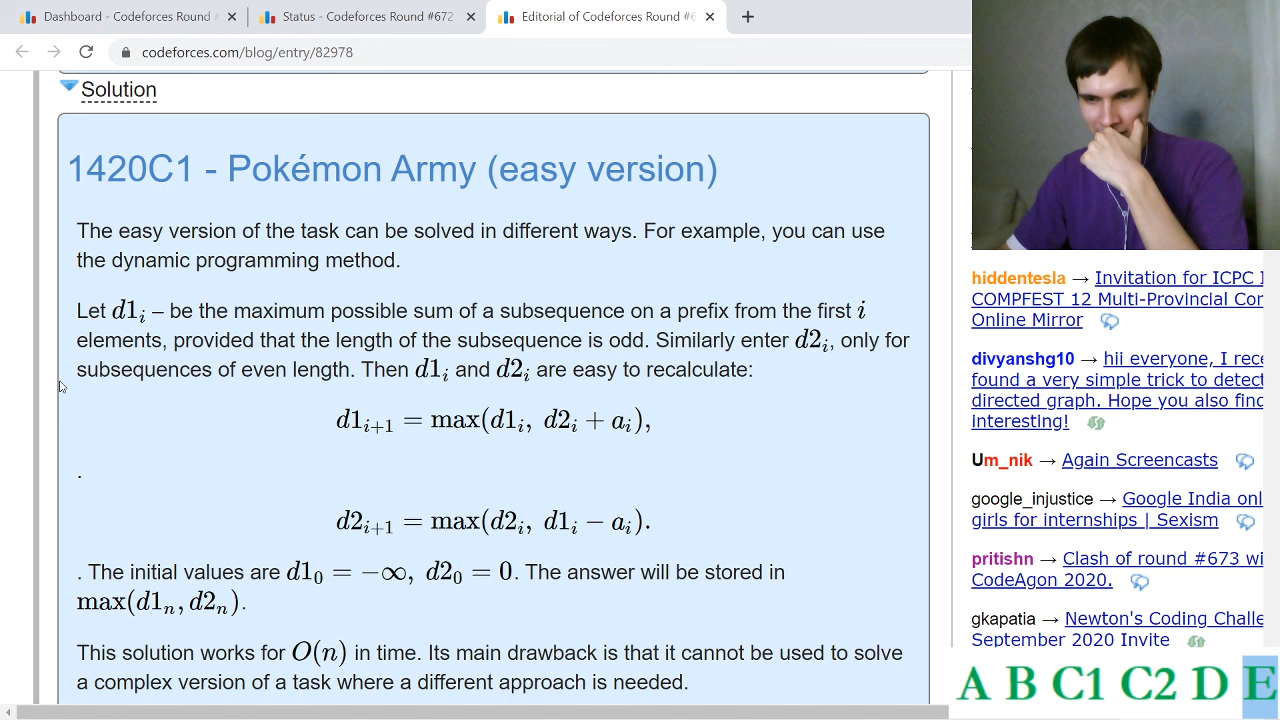 Dashboard - Codeforces Round #
Status - Codeforces Round #672
Editorial of Codeforces Round #6
codeforces.com/blog/entry/82978
Solution
1420C1 - Pokémon Army (easy version)
The easy version of the task can be solved in different ways. For example, you can use
the dynamic programming method.
Let d1ᵢ – be the maximum possible sum of a subsequence on a prefix from the first i
elements, provided that the length of the subsequence is odd. Similarly enter d2ᵢ, only for
subsequences of even length. Then d1ᵢ and d2ᵢ are easy to recalculate:
d1ᵢ₊₁ = max(d1ᵢ, d2ᵢ + aᵢ),
.
d2ᵢ₊₁ = max(d2ᵢ, d1ᵢ − aᵢ).
. The initial values are d1₀ = −∞, d2₀ = 0. The answer will be stored in
max(d1ₙ, d2ₙ).
This solution works for O(n) in time. Its main drawback is that it cannot be used to solve
a complex version of a task where a different approach is needed.
hiddentesla → Invitation for ICPC
COMPFEST 12 Multi-Provincial Con
Online Mirror
divyanshg10 → hii everyone, I rece
found a very simple trick to detect
directed graph. Hope you also find
interesting!
Um_nik → Again Screencasts
google_injustice → Google India onl
girls for internships | Sexism
pritishn → Clash of round #673 wi
CodeAgon 2020.
gkapatia → Newton's Coding Challe
September 2020 Invite
A B C1 C2 D E